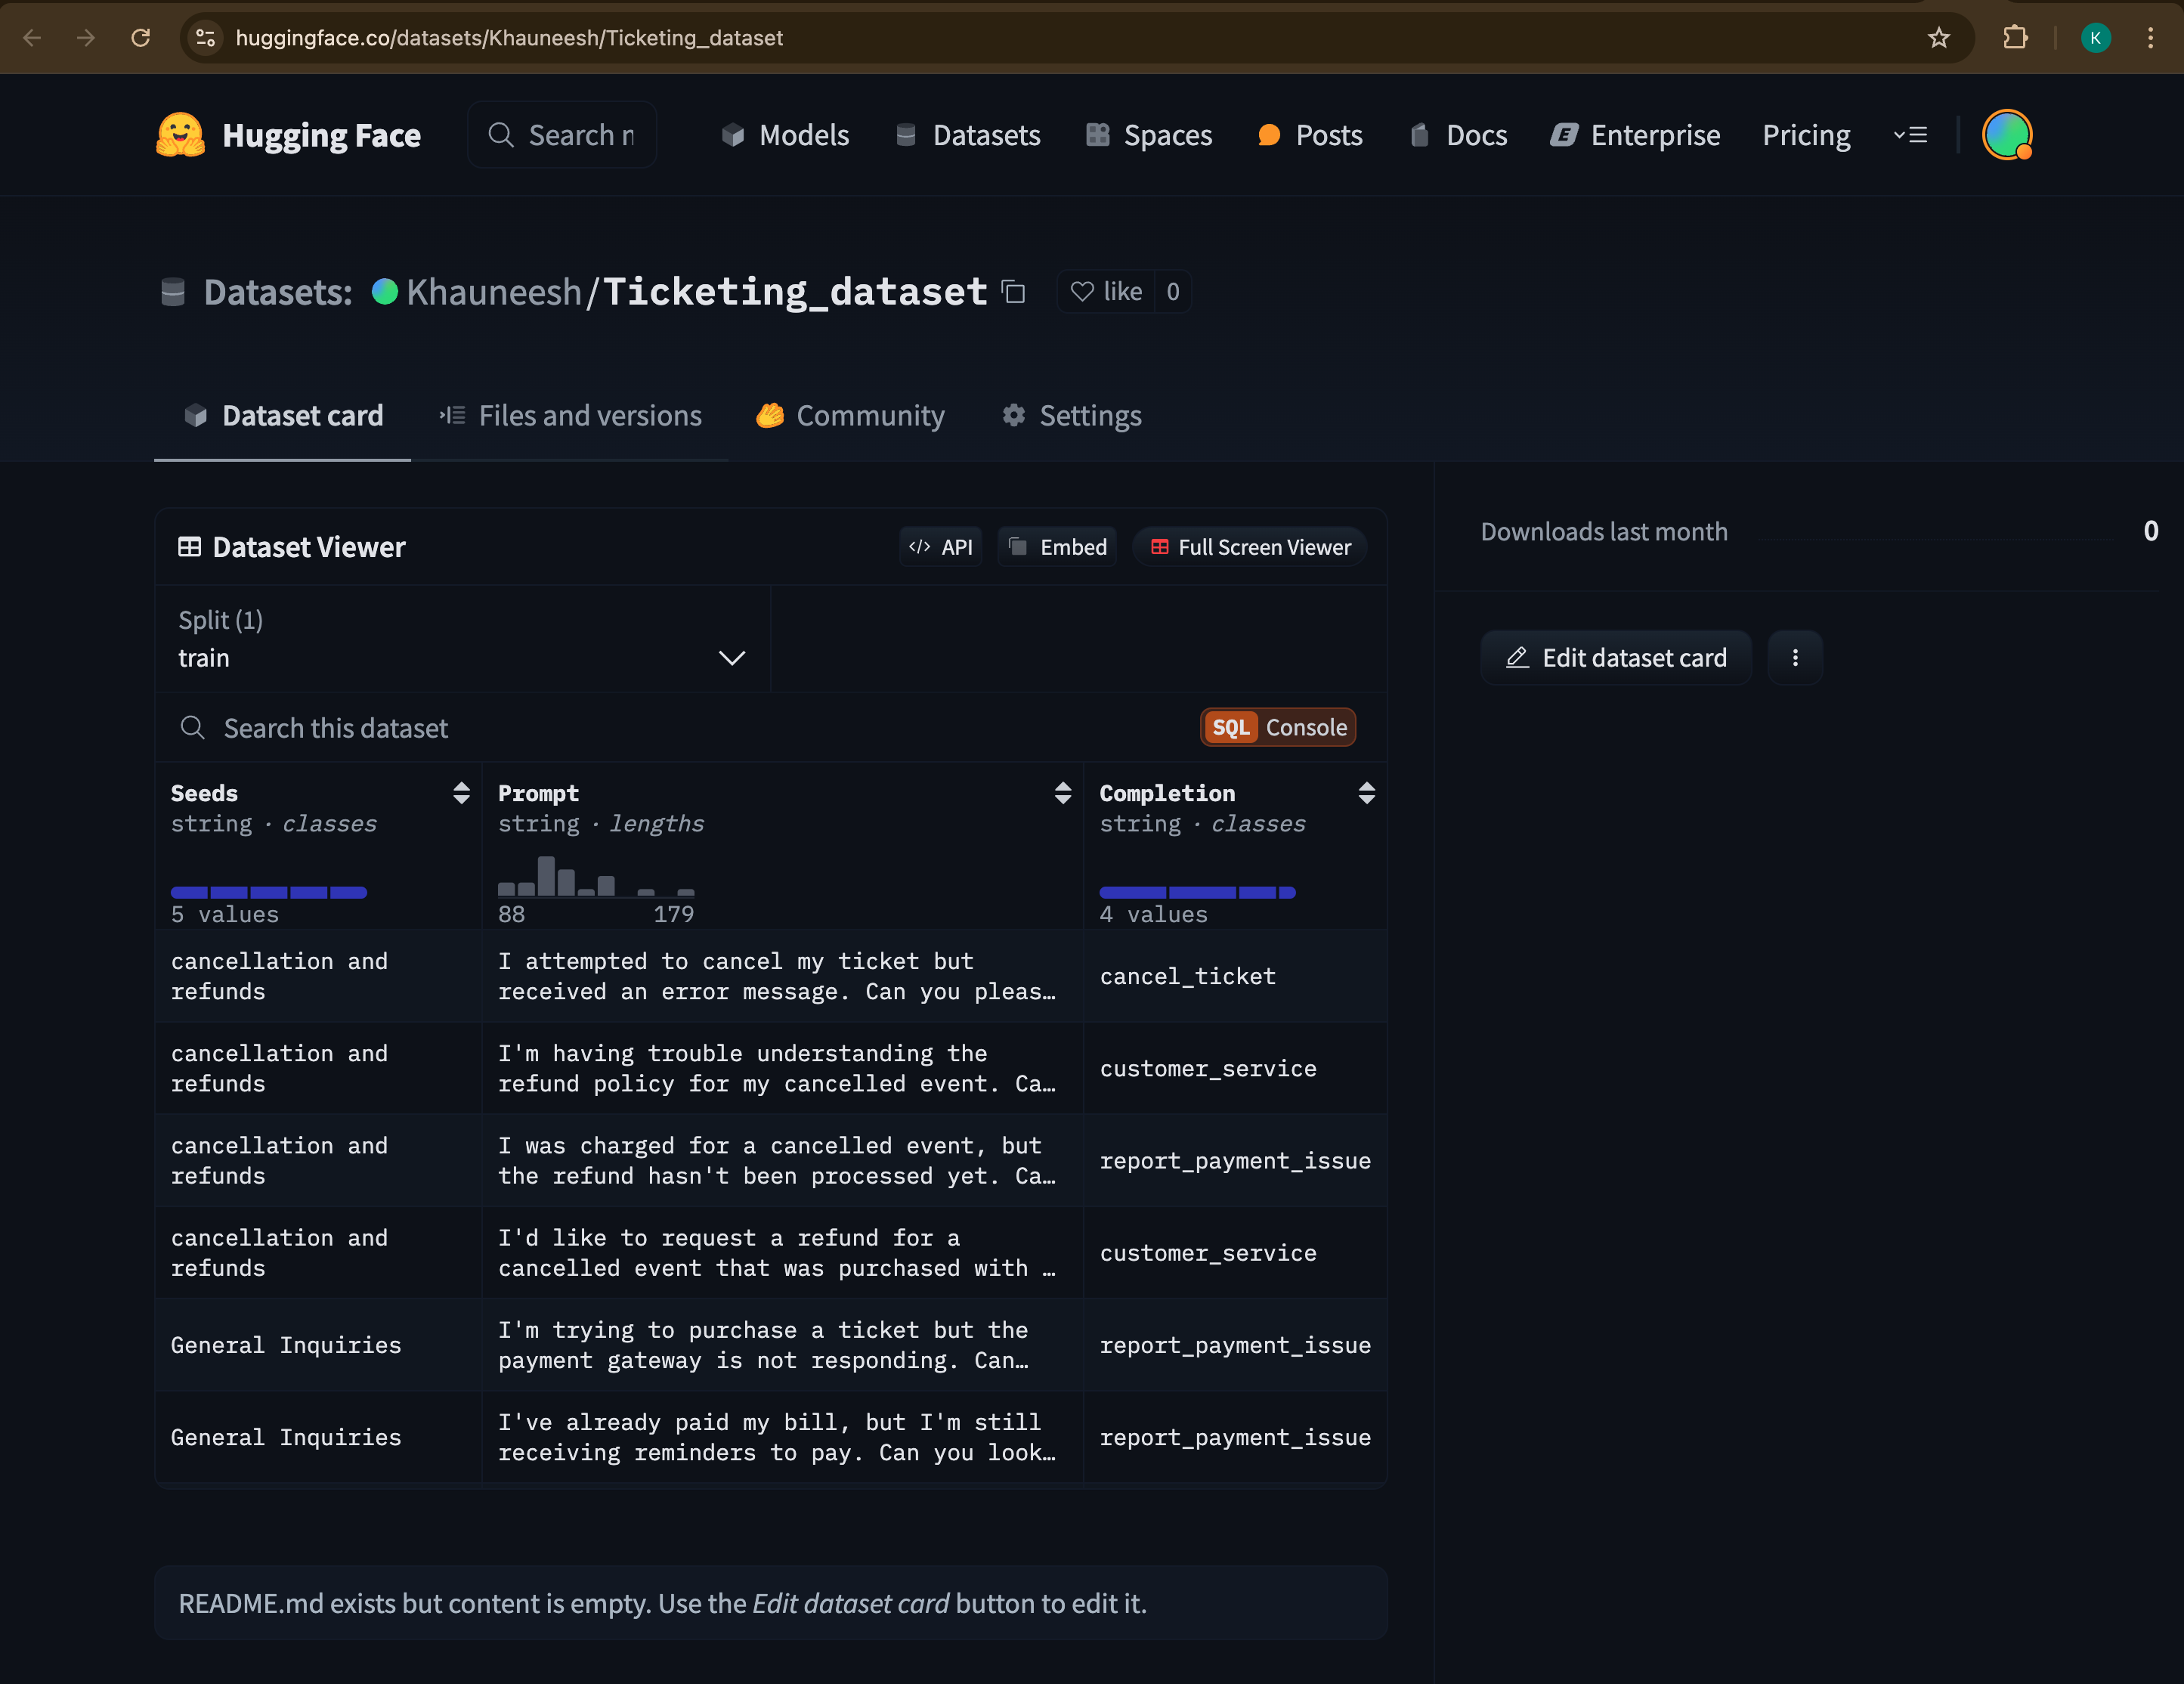 huggingface.co/datasets/Khauneesh/Ticketing_dataset
K
Hugging Face
Search
Models
Datasets
Spaces
Posts
Docs
Enterprise
Pricing
Datasets: Khauneesh/Ticketing_dataset
like 0
Dataset card
Files and versions
Community
Settings
Dataset Viewer
</> API
Embed
Full Screen Viewer
Split (1)
train
Search this dataset
SQL Console
Seeds
string · classes
5 values
Prompt
string · lengths
88 179
Completion
string · classes
4 values
cancellation and
refunds
I attempted to cancel my ticket but
received an error message. Can you pleas…
cancel_ticket
cancellation and
refunds
I'm having trouble understanding the
refund policy for my cancelled event. Ca…
customer_service
cancellation and
refunds
I was charged for a cancelled event, but
the refund hasn't been processed yet. Ca…
report_payment_issue
cancellation and
refunds
I'd like to request a refund for a
cancelled event that was purchased with …
customer_service
General Inquiries
I'm trying to purchase a ticket but the
payment gateway is not responding. Can…
report_payment_issue
General Inquiries
I've already paid my bill, but I'm still
receiving reminders to pay. Can you look…
report_payment_issue
README.md exists but content is empty. Use the Edit dataset card button to edit it.
Downloads last month 0
Edit dataset card